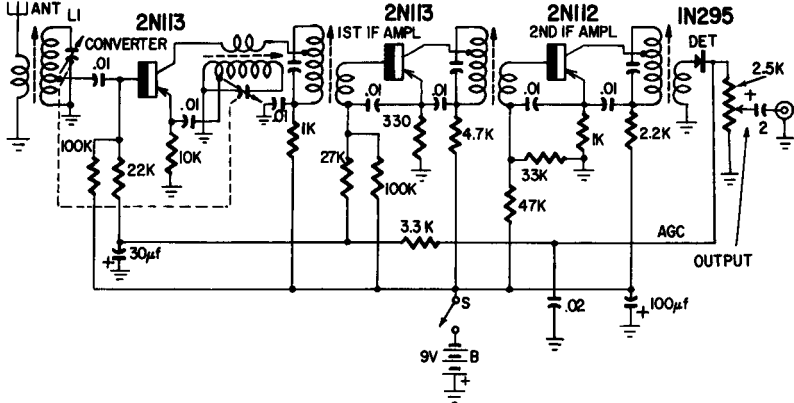 ANT
L1
2N113
CONVERTER
.01
.01
.01
100K
22K
10K
30µf
+
1K
2N113
1ST IF AMPL
.01
.01
330
27K
100K
4.7K
3.3K
2N112
2ND IF AMPL
.01
.01
1K
33K
47K
2.2K
1N295
DET
2.5K
+
2
AGC
OUTPUT
S
.02
+ 100µf
9V
B
+